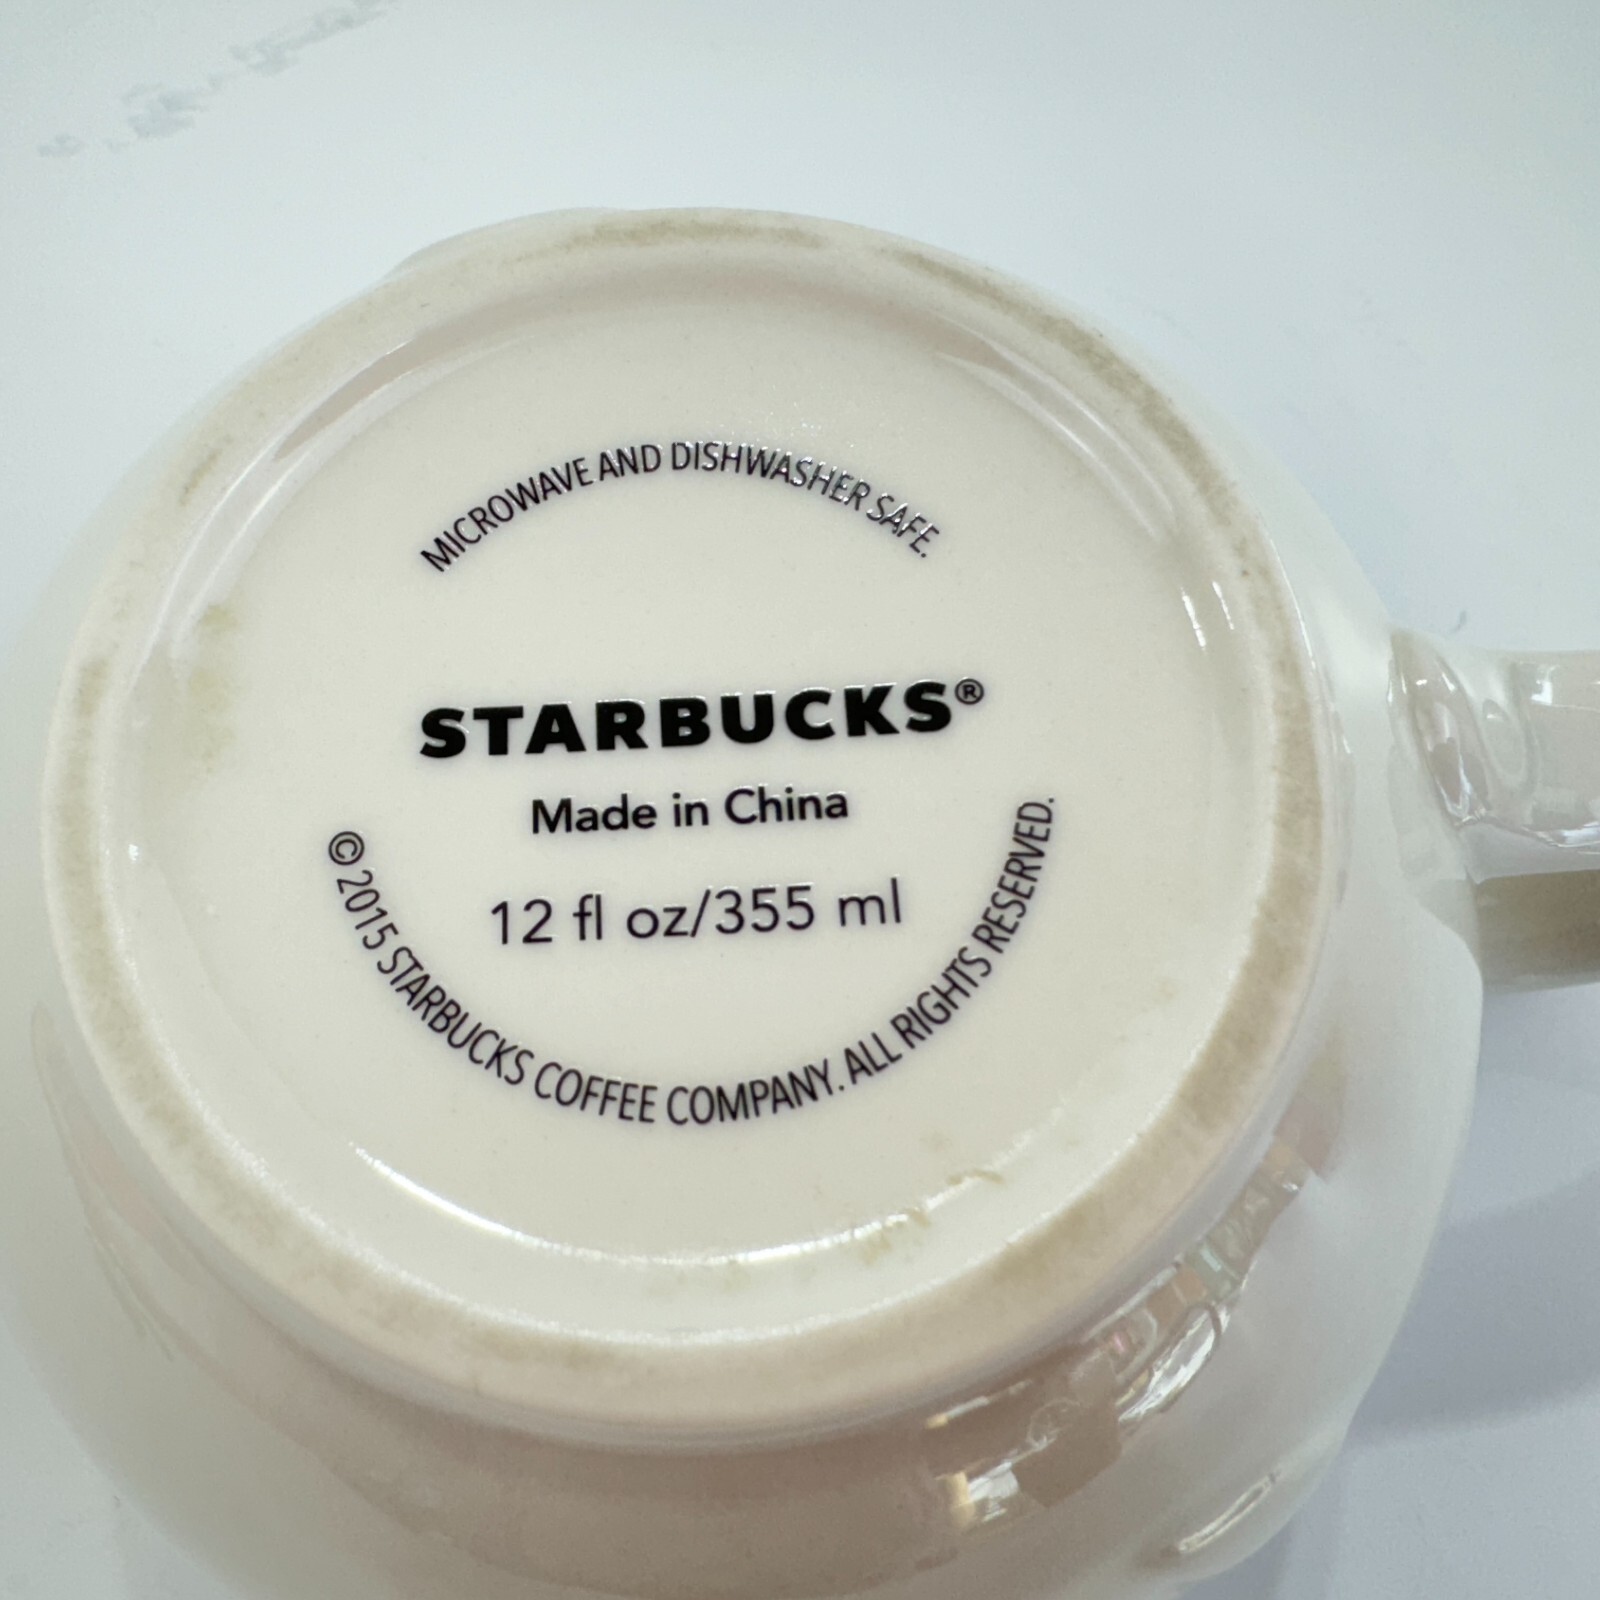 MICROWAVE AND DISHWASHER SAFE.
STARBUCKS®
Made in China
12 fl oz/355 ml
©2015 STARBUCKS COFFEE COMPANY. ALL RIGHTS RESERVED.